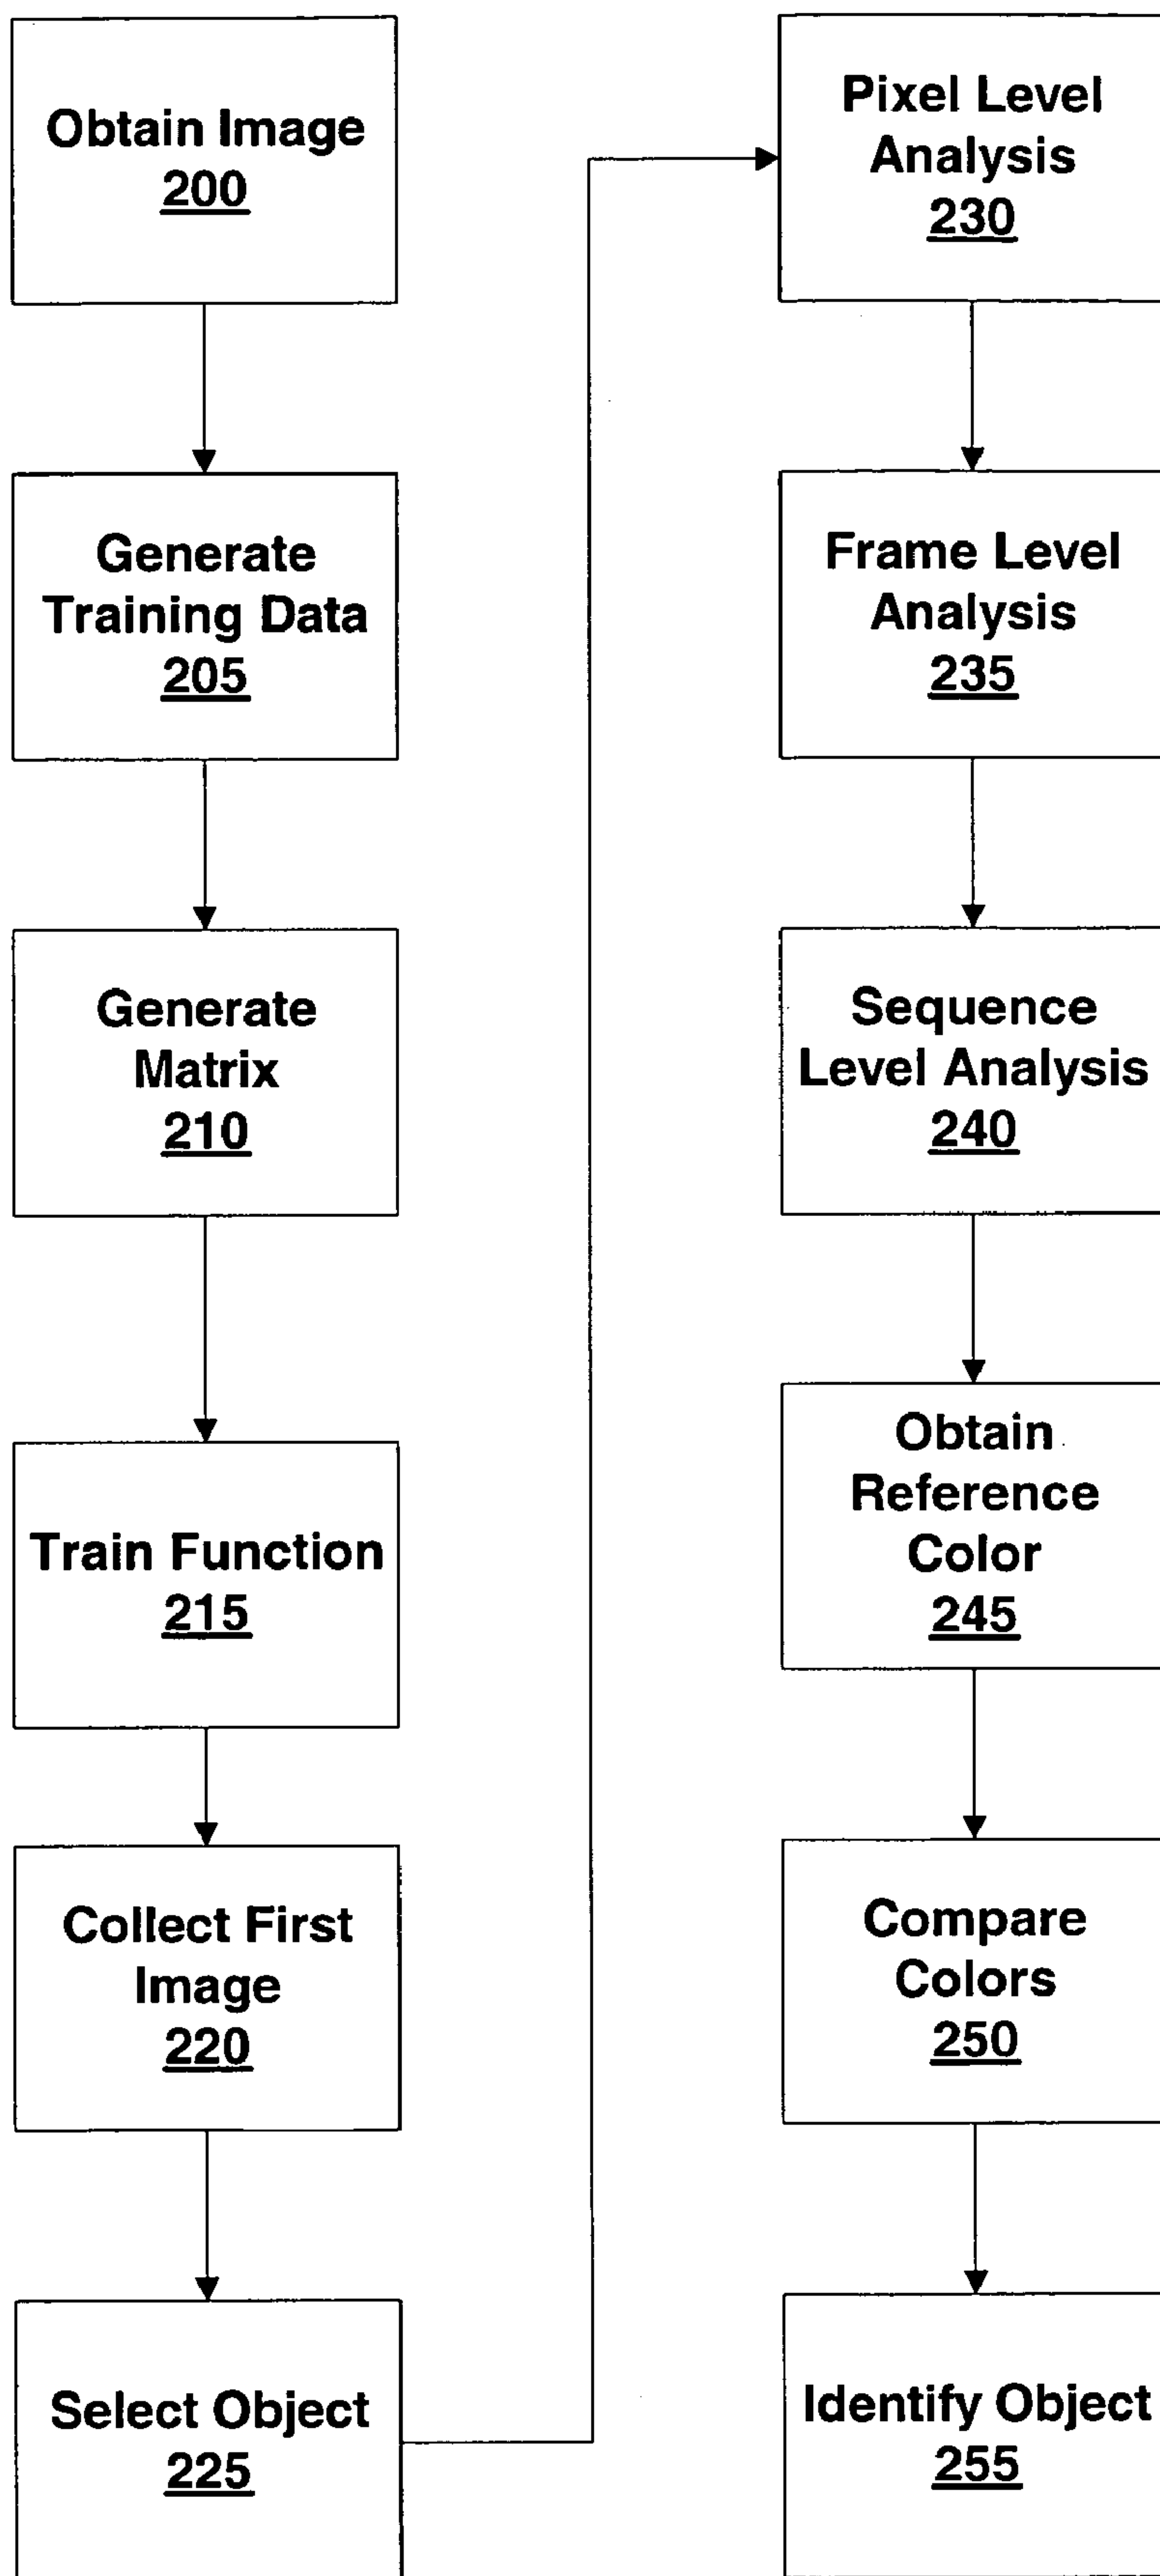 Obtain Image
200
Generate
Training Data
205
Generate
Matrix
210
Train Function
215
Collect First
Image
220
Select Object
225
Pixel Level
Analysis
230
Frame Level
Analysis
235
Sequence
Level Analysis
240
Obtain
Reference
Color
245
Compare
Colors
250
Identify Object
255